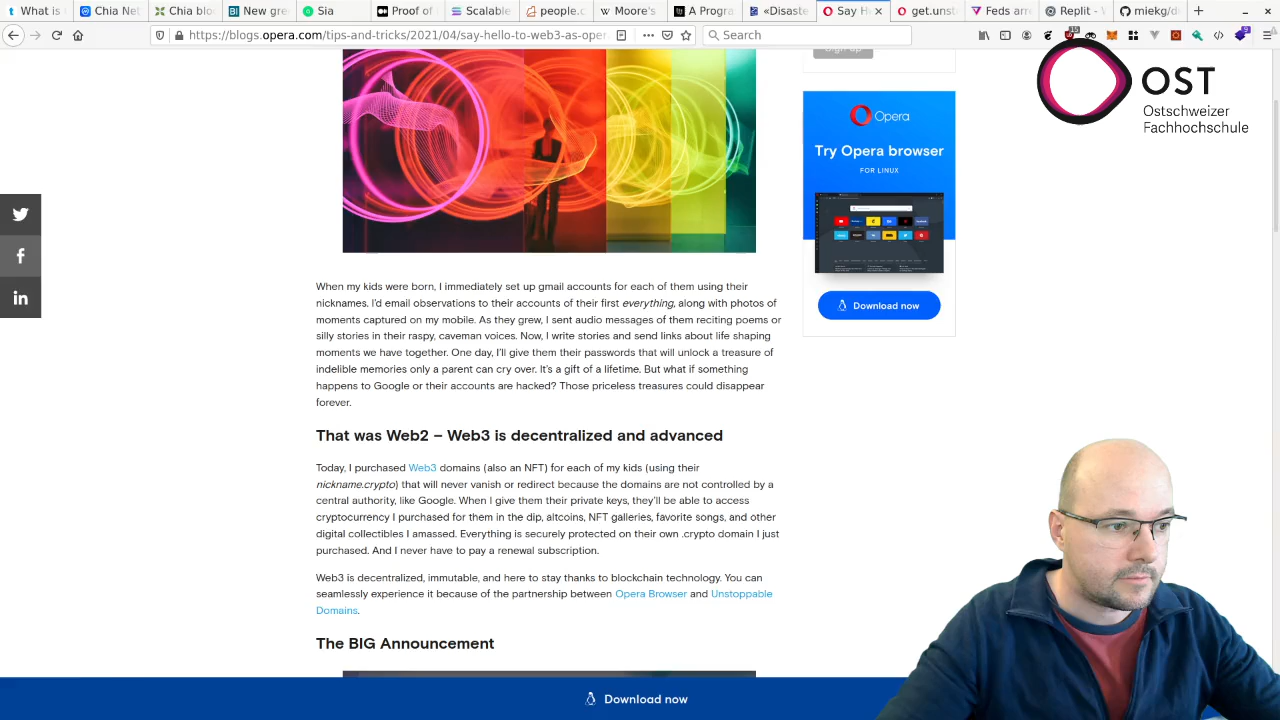 What is
Chia Net
Chia blo
New gre
Sia
Proof of
Scalable
people.c
Moore's
A Progra
«Disaste
Say He
get.unst
Feds arre
Replit - V
https://blogs.opera.com/tips-and-tricks/2021/04/say-hello-to-web3-as-oper
Search
Sign up
OST
Ostschweizer
Fachhochschule
Opera
Try Opera browser
FOR LINUX
Download now
When my kids were born, I immediately set up gmail accounts for each of them using their
nicknames. I'd email observations to their accounts of their first everything, along with photos of
moments captured on my mobile. As they grew, I sent audio messages of them reciting poems or
silly stories in their raspy, caveman voices. Now, I write stories and send links about life shaping
moments we have together. One day, I'll give them their passwords that will unlock a treasure of
indelible memories only a parent can cry over. It's a gift of a lifetime. But what if something
happens to Google or their accounts are hacked? Those priceless treasures could disappear
forever.
That was Web2 – Web3 is decentralized and advanced
Today, I purchased Web3 domains (also an NFT) for each of my kids (using their
nickname.crypto) that will never vanish or redirect because the domains are not controlled by a
central authority, like Google. When I give them their private keys, they'll be able to access
cryptocurrency I purchased for them in the dip, altcoins, NFT galleries, favorite songs, and other
digital collectibles I amassed. Everything is securely protected on their own .crypto domain I just
purchased. And I never have to pay a renewal subscription.
Web3 is decentralized, immutable, and here to stay thanks to blockchain technology. You can
seamlessly experience it because of the partnership between Opera Browser and Unstoppable
Domains.
The BIG Announcement
Download now